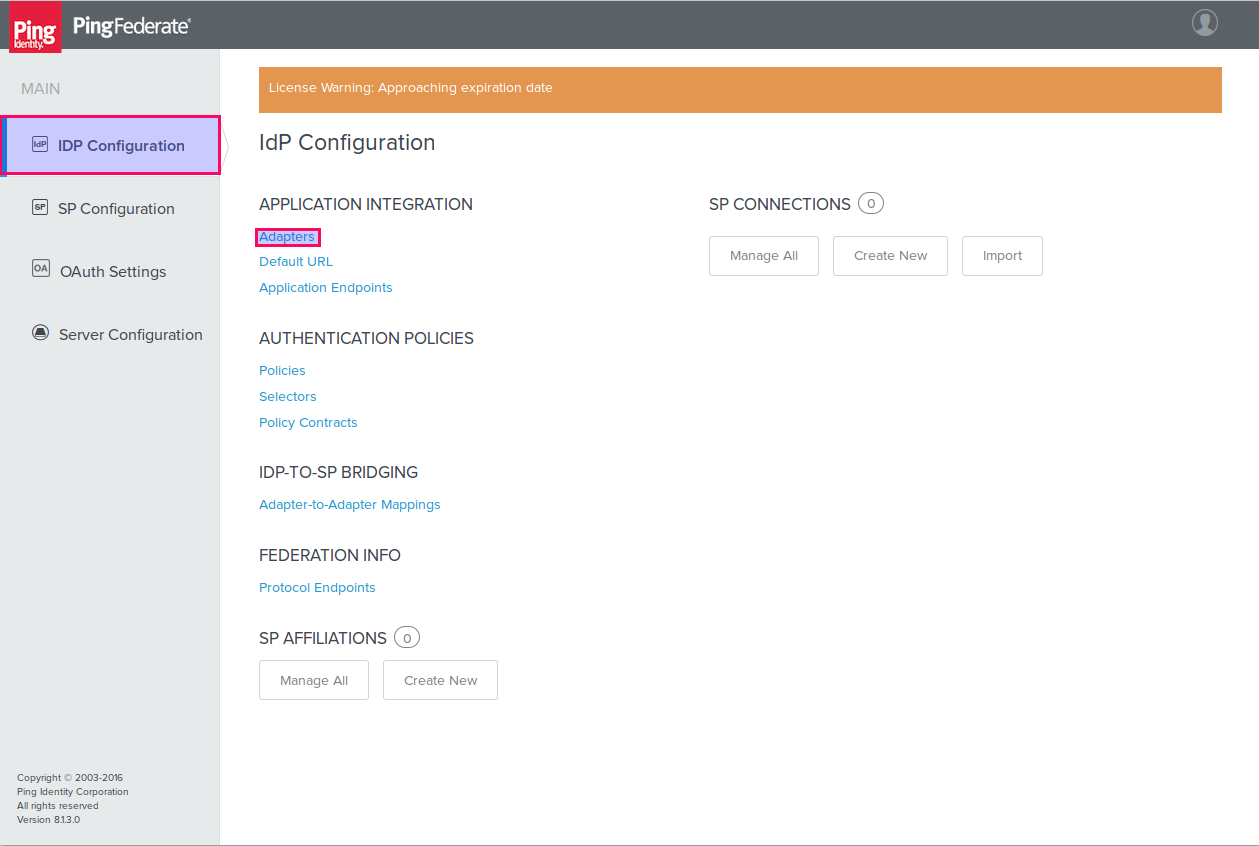 Ping
Identity.
PingFederate®
MAIN
IdP IDP Configuration
SP SP Configuration
OA OAuth Settings
Server Configuration
License Warning: Approaching expiration date
IdP Configuration
APPLICATION INTEGRATION
Adapters
Default URL
Application Endpoints
AUTHENTICATION POLICIES
Policies
Selectors
Policy Contracts
IDP-TO-SP BRIDGING
Adapter-to-Adapter Mappings
FEDERATION INFO
Protocol Endpoints
SP AFFILIATIONS 0
Manage All Create New
SP CONNECTIONS 0
Manage All Create New Import
Copyright © 2003-2016
Ping Identity Corporation
All rights reserved
Version 8.1.3.0